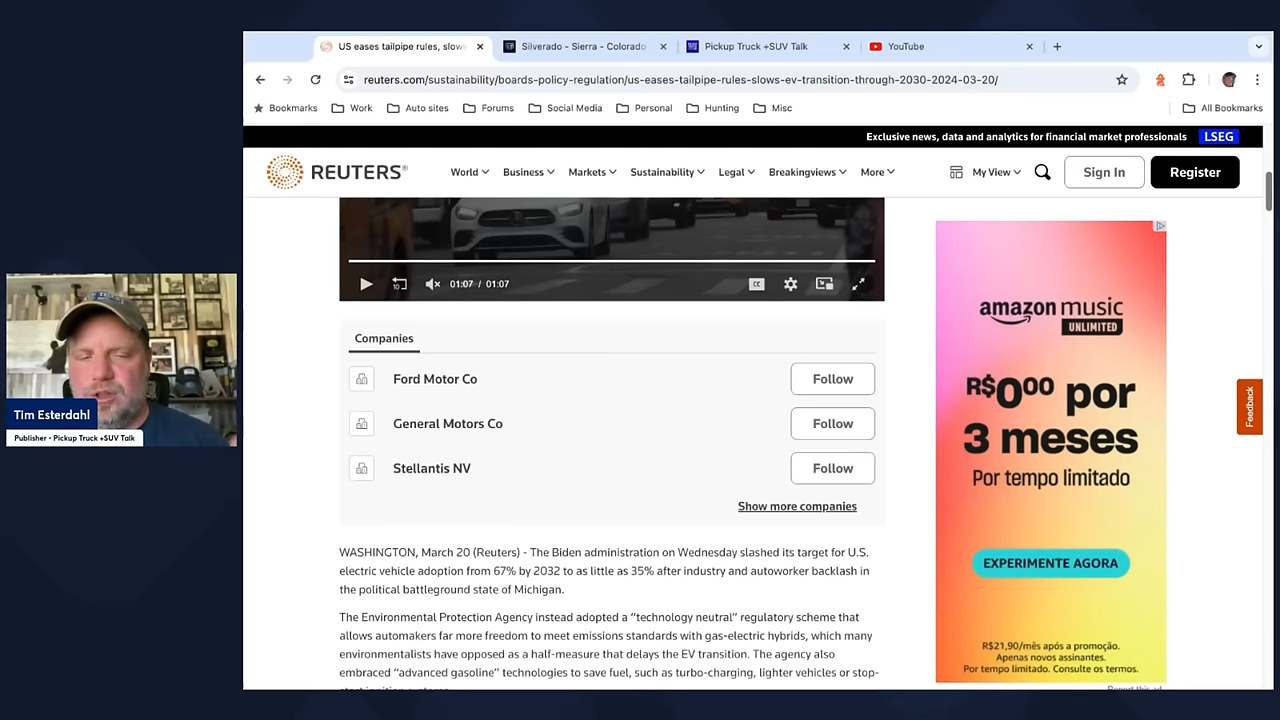 US eases tailpipe rules, slows
Silverado - Sierra - Colorado
Pickup Truck +SUV Talk
YouTube
reuters.com/sustainability/boards-policy-regulation/us-eases-tailpipe-rules-slows-ev-transition-through-2030-2024-03-20/
Bookmarks
Work
Auto sites
Forums
Social Media
Personal
Hunting
Misc
All Bookmarks
Exclusive news, data and analytics for financial market professionals
LSEG
REUTERS®
World
Business
Markets
Sustainability
Legal
Breakingviews
More
My View
Sign In
Register
10
01:07 / 01:07
CC
Companies
Ford Motor Co
Follow
General Motors Co
Follow
Stellantis NV
Follow
Show more companies
WASHINGTON, March 20 (Reuters) - The Biden administration on Wednesday slashed its target for U.S.
electric vehicle adoption from 67% by 2032 to as little as 35% after industry and autoworker backlash in
the political battleground state of Michigan.
The Environmental Protection Agency instead adopted a “technology neutral” regulatory scheme that
allows automakers far more freedom to meet emissions standards with gas-electric hybrids, which many
environmentalists have opposed as a half-measure that delays the EV transition. The agency also
embraced “advanced gasoline” technologies to save fuel, such as turbo-charging, lighter vehicles or stop-
amazon music
UNLIMITED
R$0⁰⁰ por
3 meses
Por tempo limitado
EXPERIMENTE AGORA
R$21,90/mês após a promoção.
Apenas novos assinantes.
Por tempo limitado. Consulte os termos.
Report this ad
Feedback
Tim Esterdahl
Publisher - Pickup Truck +SUV Talk